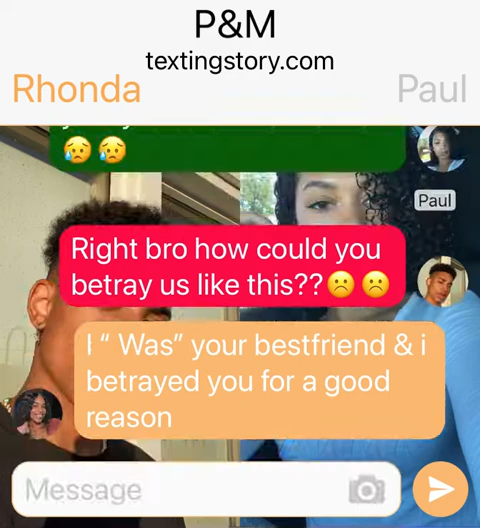 P&M
textingstory.com
Rhonda
Paul
😥 😥
Paul
Right bro how could you
betray us like this??☹️ ☹️
I “ Was” your bestfriend & i
betrayed you for a good
reason
Message